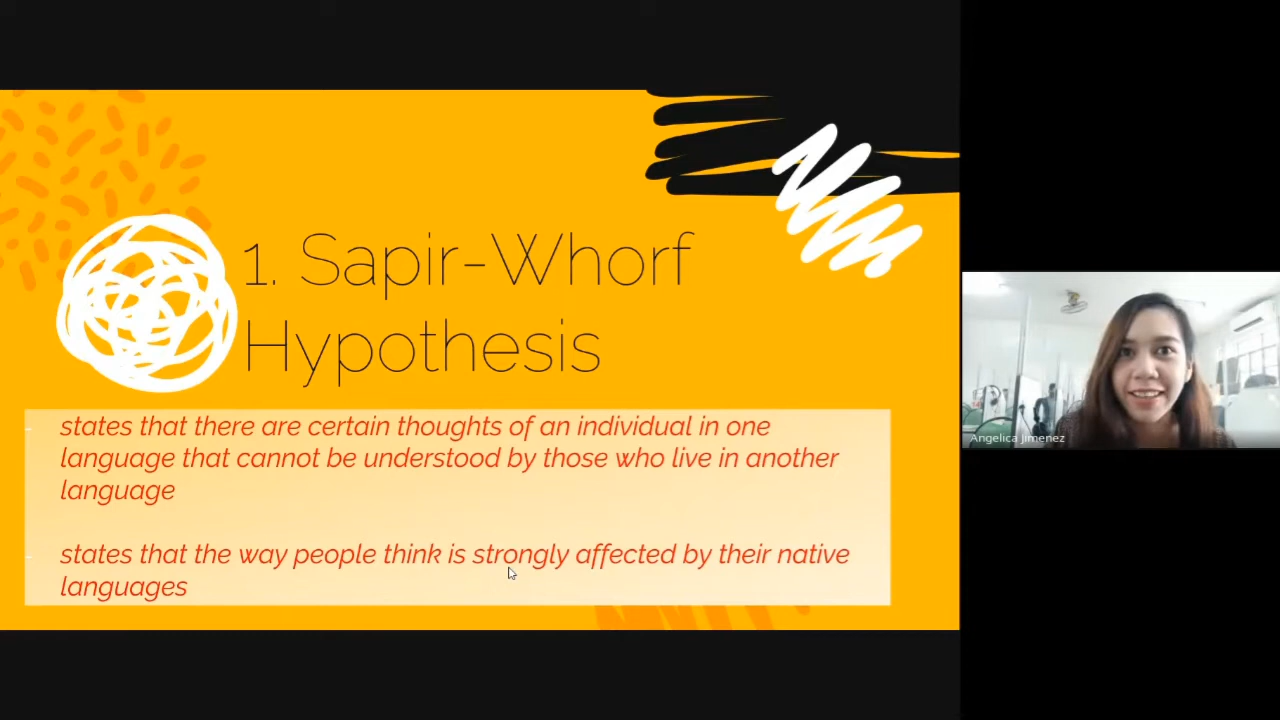 1. Sapir-Whorf
Hypothesis
- states that there are certain thoughts of an individual in one
language that cannot be understood by those who live in another
language
- states that the way people think is strongly affected by their native
languages
Angelica Jimenez